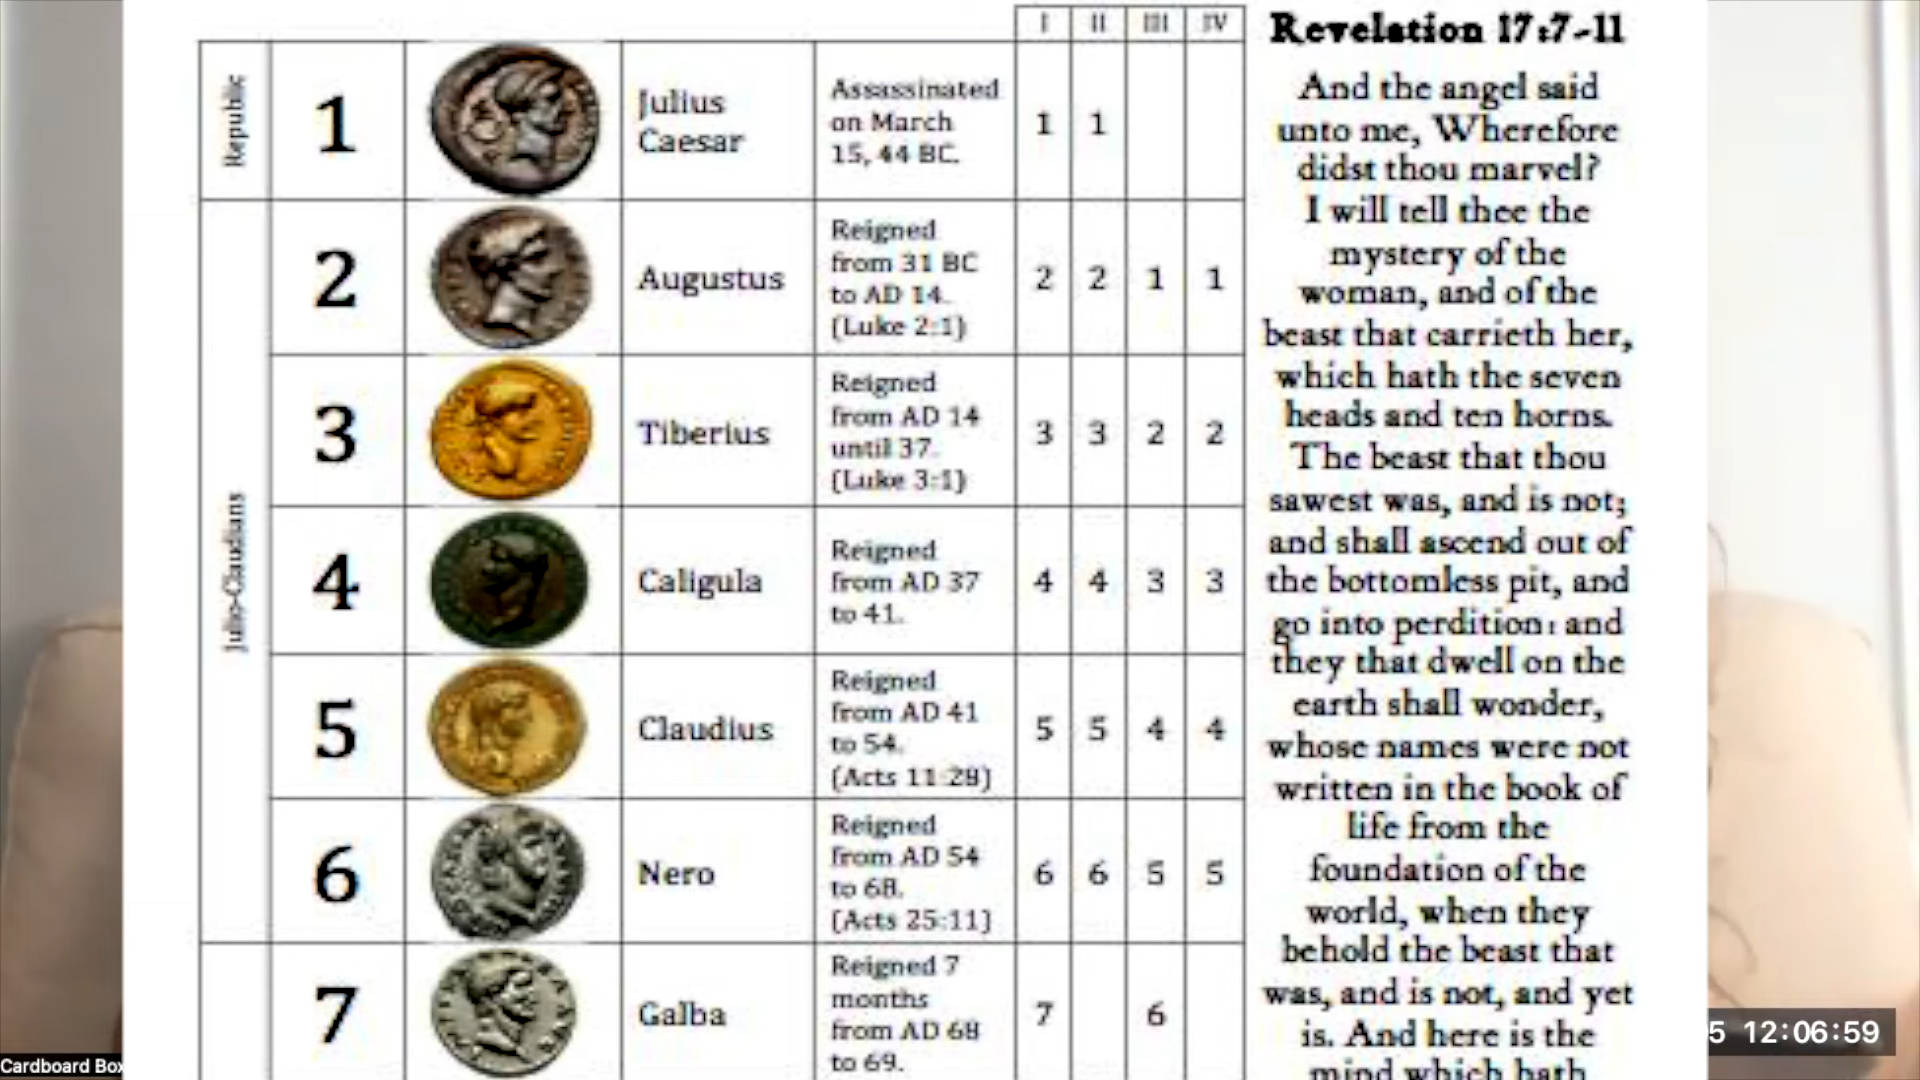 I II III IV
Republic
1
Julius
Caesar
Assassinated
on March
15, 44 BC.
1 1
Julio-Claudians
2
Augustus
Reigned
from 31 BC
to AD 14.
(Luke 2:1)
2 2 1 1
3
Tiberius
Reigned
from AD 14
until 37.
(Luke 3:1)
3 3 2 2
4
Caligula
Reigned
from AD 37
to 41.
4 4 3 3
5
Claudius
Reigned
from AD 41
to 54.
(Acts 11:28)
5 5 4 4
6
Nero
Reigned
from AD 54
to 68.
(Acts 25:11)
6 6 5 5
7
Galba
Reigned 7
months
from AD 68
to 69.
7 6
Revelation 17:7-11
And the angel said
unto me, Wherefore
didst thou marvel?
I will tell thee the
mystery of the
woman, and of the
beast that carrieth her,
which hath the seven
heads and ten horns.
The beast that thou
sawest was, and is not;
and shall ascend out of
the bottomless pit, and
go into perdition: and
they that dwell on the
earth shall wonder,
whose names were not
written in the book of
life from the
foundation of the
world, when they
behold the beast that
was, and is not, and yet
is. And here is the
mind which hath
5 12:06:59
Cardboard Box